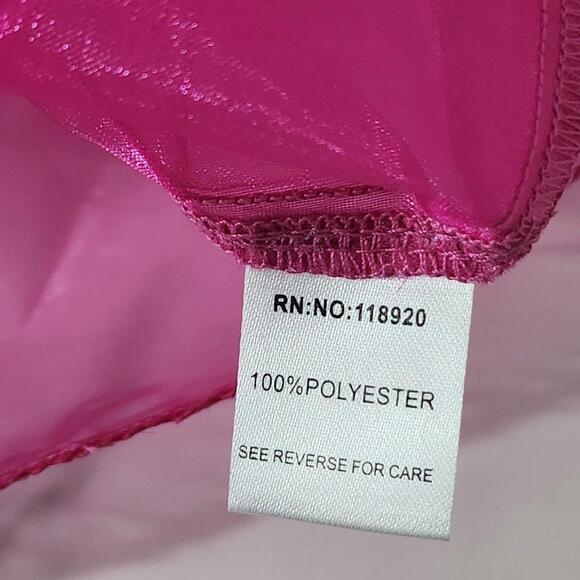 RN:NO:118920
100%POLYESTER
SEE REVERSE FOR CARE